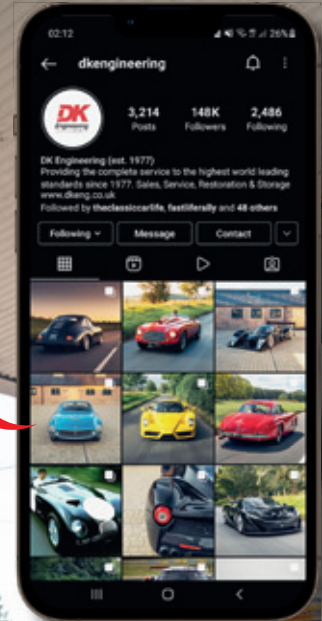 02:12 26%
dkengineering
DK
Engineering
3,214 148K 2,486
Posts Followers Following
DK Engineering (est. 1977)
Providing the complete service to the highest world leading
standards since 1977. Sales, Service, Restoration & Storage
www.dkeng.co.uk
Followed by theclassiccarlife, fastliferally and 48 others
Following Message Contact